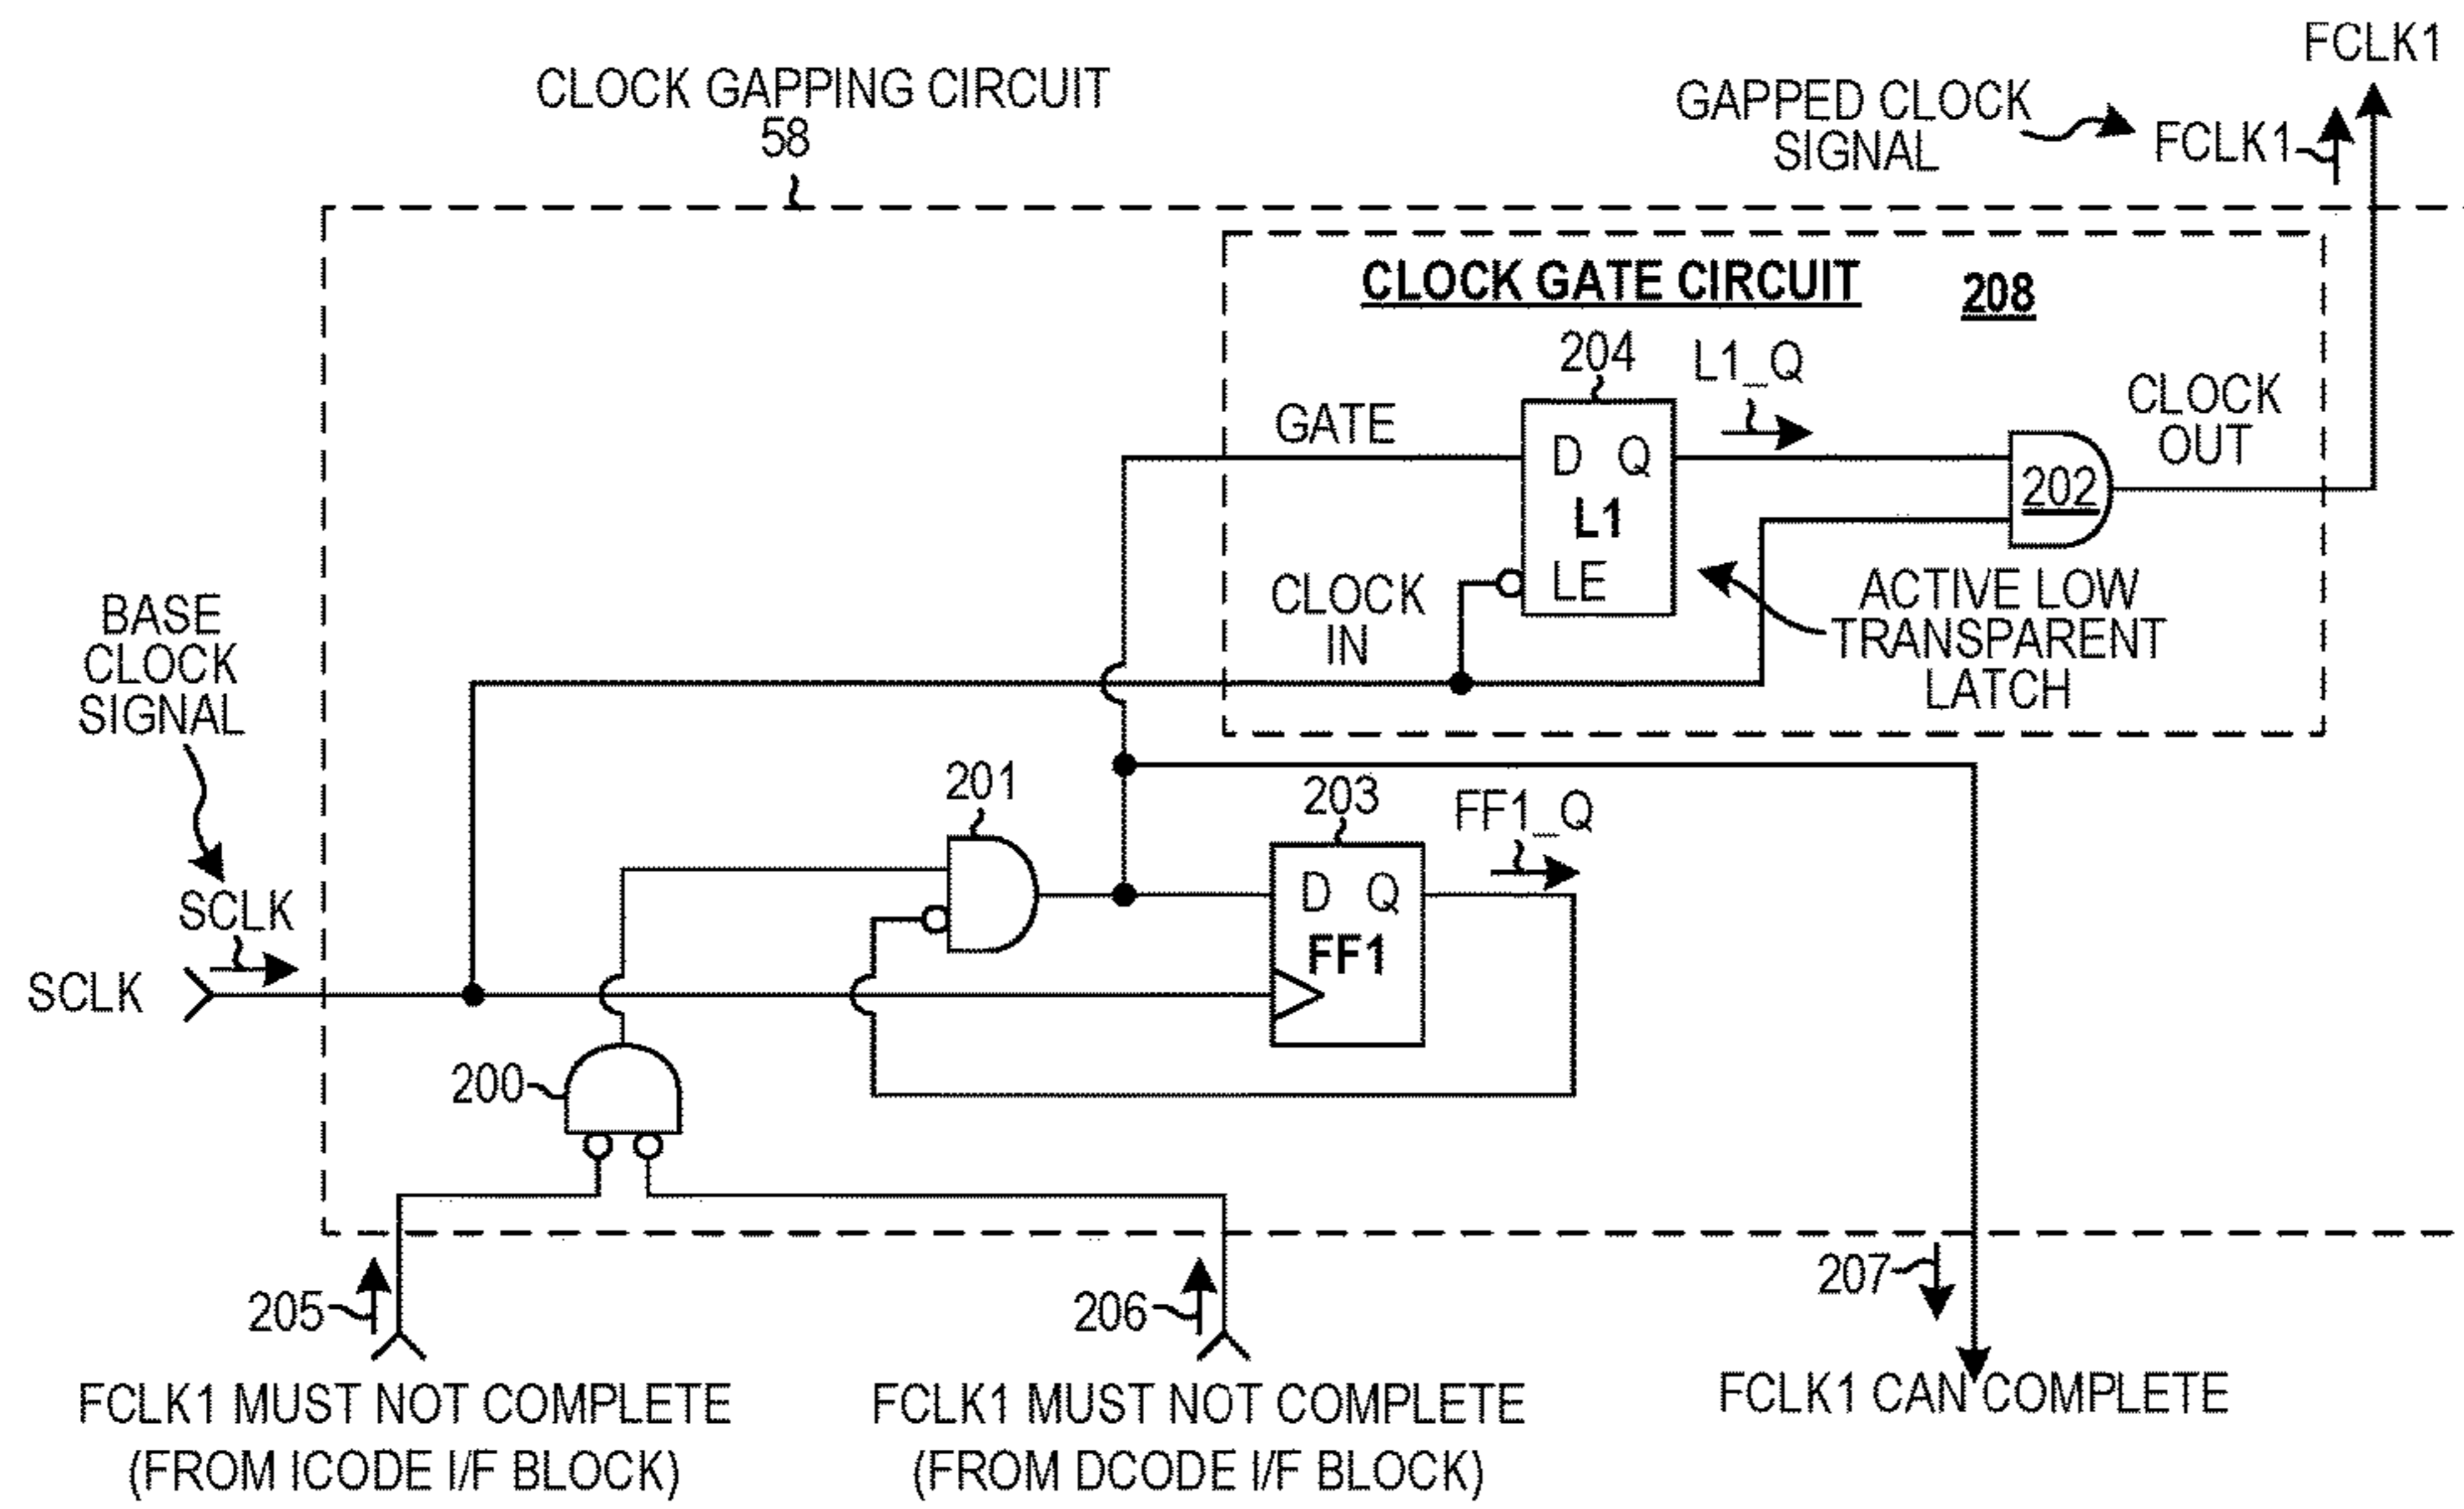 FCLK1
CLOCK GAPPING CIRCUIT
58
GAPPED CLOCK
SIGNAL
FCLK1
CLOCK GATE CIRCUIT
208
204
L1_Q
GATE
CLOCK
OUT
D Q
L1
LE
202
CLOCK
IN
ACTIVE LOW
TRANSPARENT
LATCH
BASE
CLOCK
SIGNAL
201
203
FF1_Q
D Q
FF1
SCLK
SCLK
200
205
206
207
FCLK1 MUST NOT COMPLETE
(FROM ICODE I/F BLOCK)
FCLK1 MUST NOT COMPLETE
(FROM DCODE I/F BLOCK)
FCLK1 CAN COMPLETE